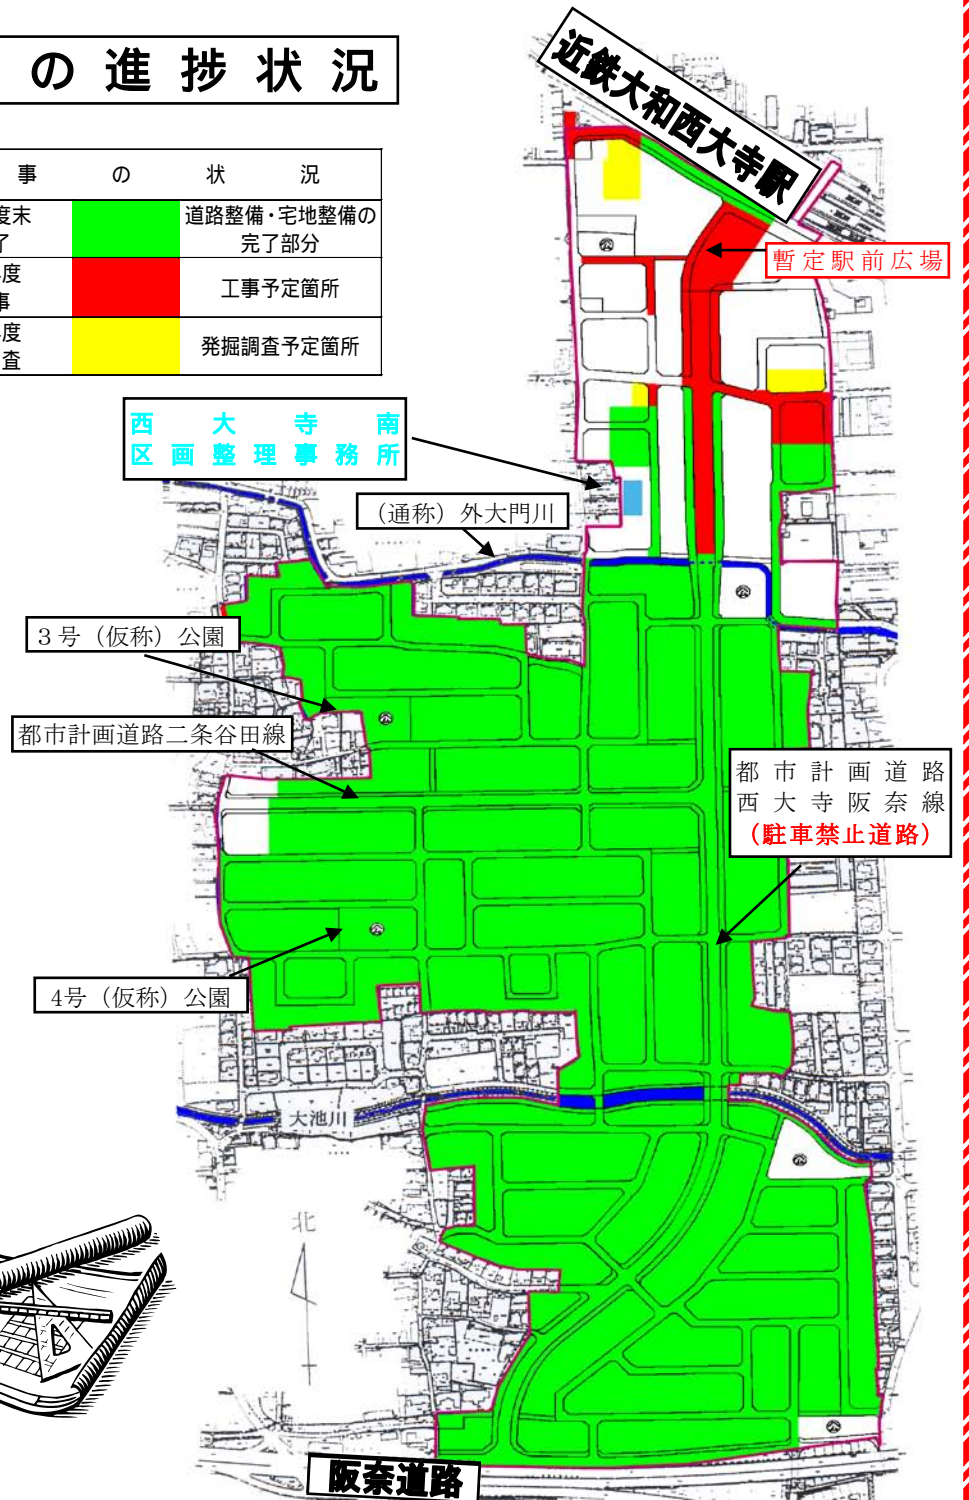 の進捗状況
近鉄大和西大寺駅
事の状況
度末
了
道路整備・宅地整備の
完了部分
度
事
工事予定箇所
度
査
発掘調査予定箇所
暫定駅前広場
西大寺南
区画整理事務所
(通称)外大門川
3号(仮称)公園
都市計画道路二条谷田線
都市計画道路
西大寺阪奈線
(駐車禁止道路)
4号(仮称)公園
大池川
北
阪奈道路
公
公
公
公
公
公